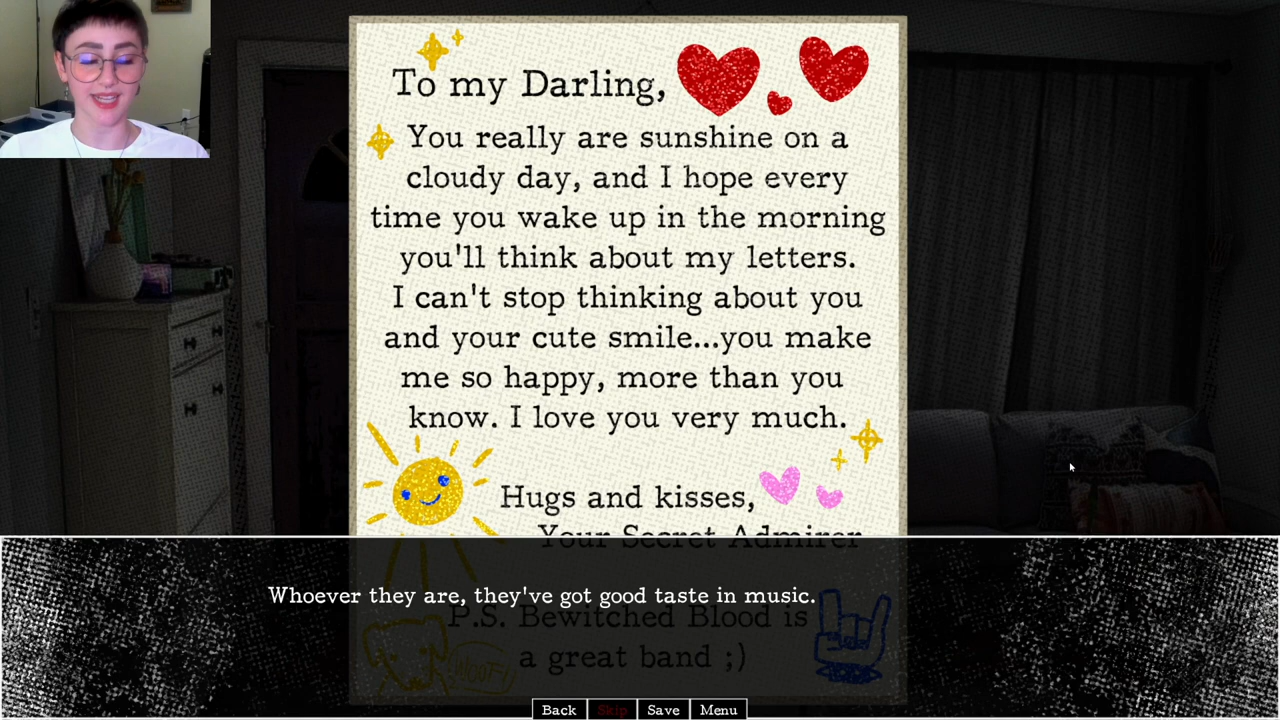 To my Darling,
You really are sunshine on a
cloudy day, and I hope every
time you wake up in the morning
you'll think about my letters.
I can't stop thinking about you
and your cute smile...you make
me so happy, more than you
know. I love you very much.
Hugs and kisses,
Your Secret Admirer
Whoever they are, they've got good taste in music.
P.S. Bewitched Blood is
a great band ;)
WOOF!
Back
Skip
Save
Menu